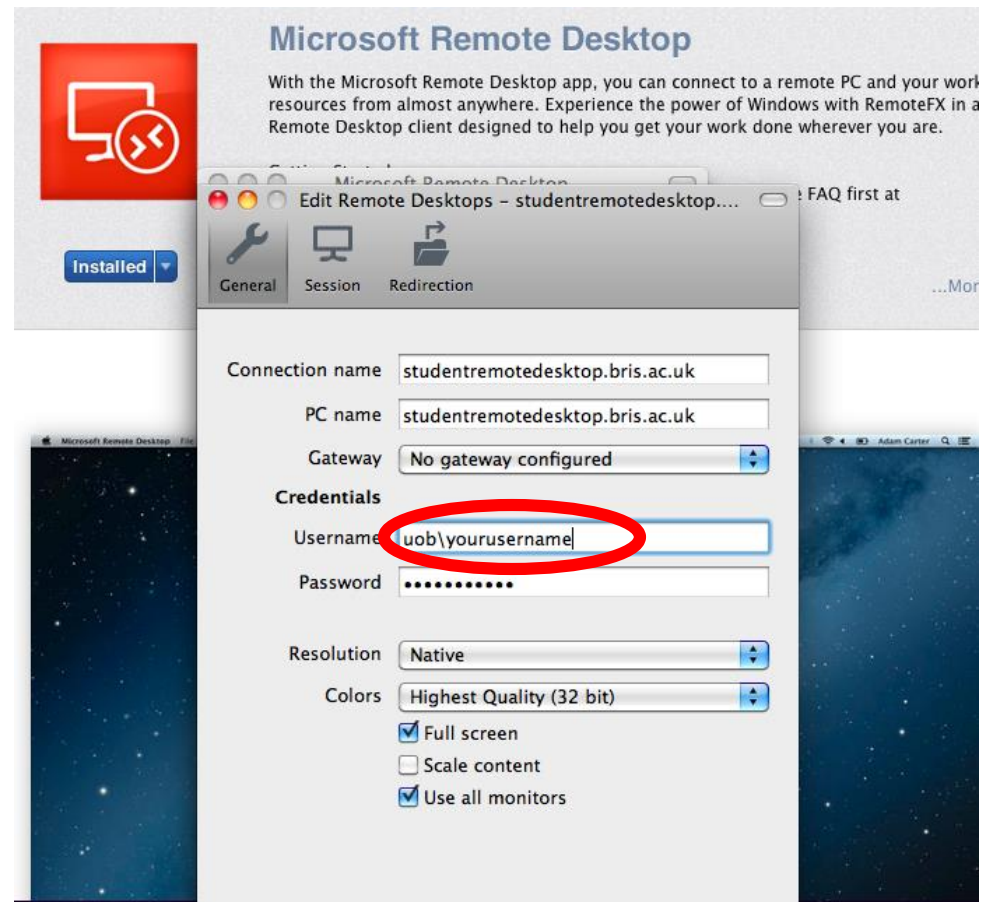 Microsoft Remote Desktop
With the Microsoft Remote Desktop app, you can connect to a remote PC and your work
resources from almost anywhere. Experience the power of Windows with RemoteFX in a
Remote Desktop client designed to help you get your work done wherever you are.
Microsoft Remote Desktop
FAQ first at
Edit Remote Desktops – studentremotedesktop....
Installed
General
Session
Redirection
...Mor
Connection name
studentremotedesktop.bris.ac.uk
PC name
studentremotedesktop.bris.ac.uk
Gateway
No gateway configured
Microsoft Remote Desktop File
Adam Carter
Credentials
Username
uob\yourusername
Password
•••••••••••
Resolution
Native
Colors
Highest Quality (32 bit)
Full screen
Scale content
Use all monitors